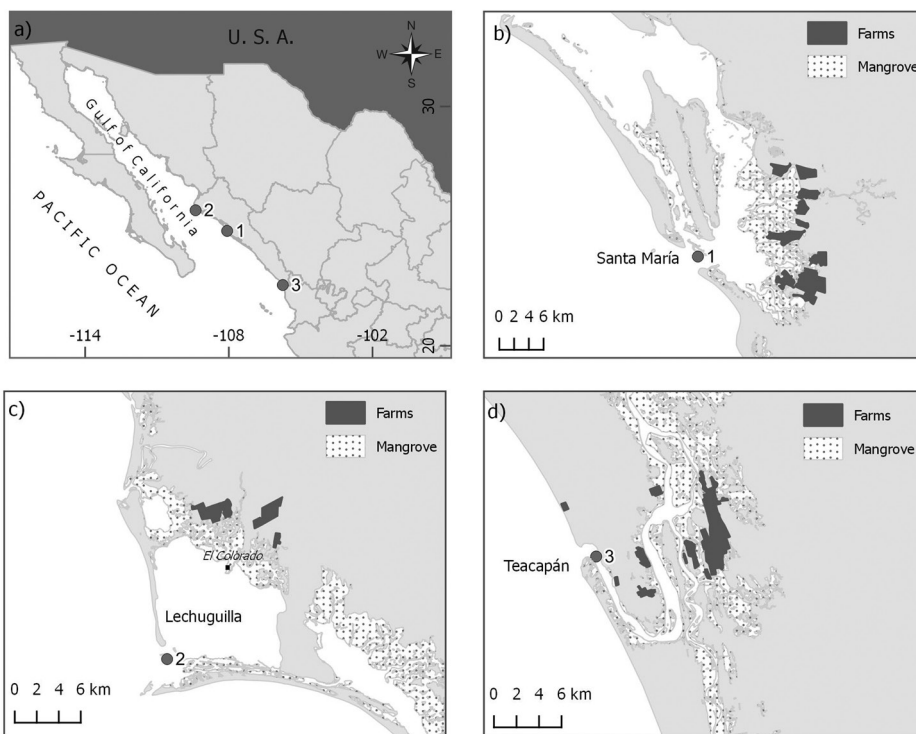 a)
U. S. A.
N
W E
S
30
Gulf of California
2
1
3
PACIFIC OCEAN
-114
-108
-102
20
b)
Farms
Mangrove
Santa María
1
0 2 4 6 km
c)
Farms
Mangrove
El Colorado
Lechuguilla
2
0 2 4 6 km
d)
Farms
Mangrove
Teacapán
3
0 2 4 6 km